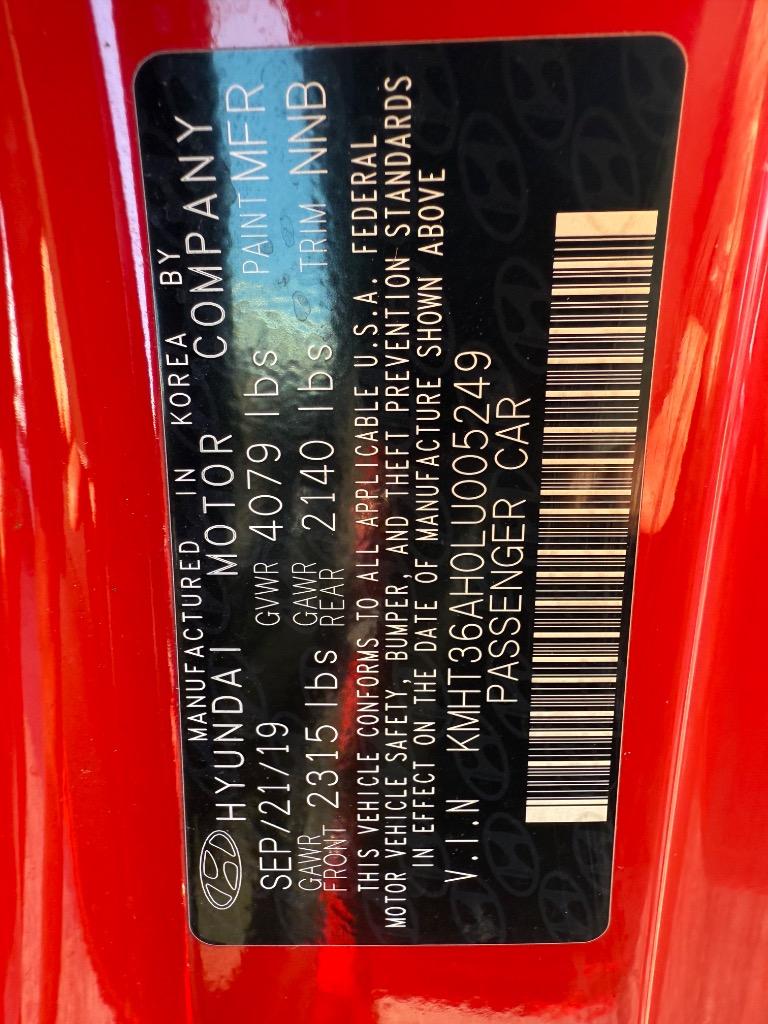 MANUFACTURED IN KOREA BY
HYUNDAI MOTOR COMPANY
SEP/21/19 GVWR 4079 lbs PAINT MFR
GAWR FRONT 2315 lbs GAWR REAR 2140 lbs TRIM NNB
THIS VEHICLE CONFORMS TO ALL APPLICABLE U.S.A. FEDERAL
MOTOR VEHICLE SAFETY, BUMPER, AND THEFT PREVENTION STANDARDS
IN EFFECT ON THE DATE OF MANUFACTURE SHOWN ABOVE
V.I.N KMHT36AH0LU005249
PASSENGER CAR